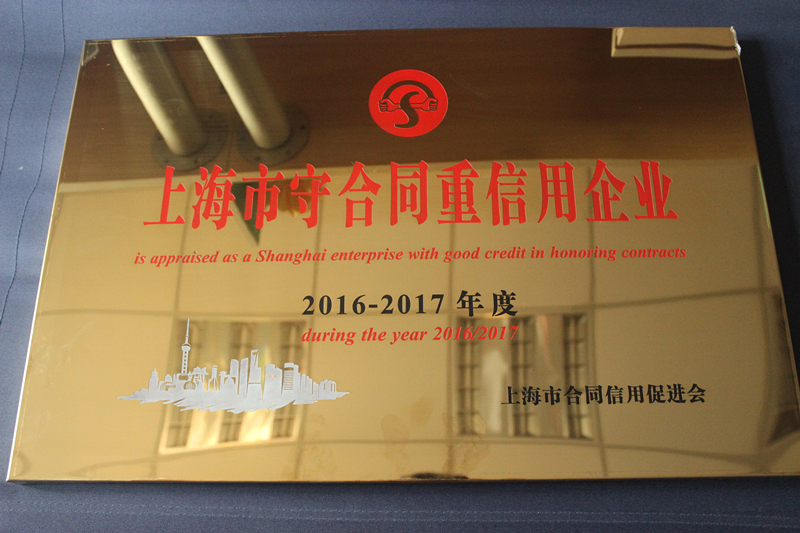 上海市守合同重信用企业
is appraised as a Shanghai enterprise with good credit in honoring contracts
2016-2017 年度
during the year 2016/2017
上海市合同信用促进会